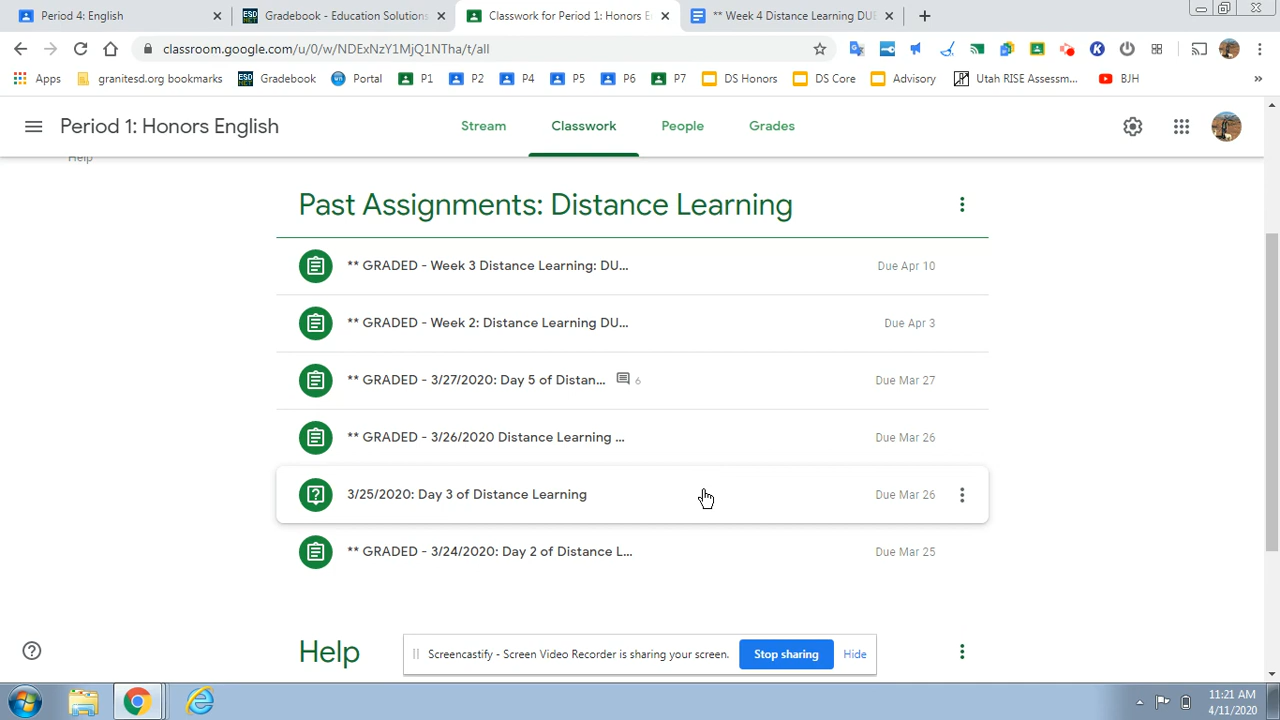 Period 4: English
Gradebook - Education Solution
Classwork for Period 1: Honors E
** Week 4 Distance Learning DUE
classroom.google.com/u/0/w/NDExNzY1MjQ1NTha/t/all
Apps
granitesd.org bookmarks
Gradebook
Portal
P1
P2
P4
P5
P6
P7
DS Honors
DS Core
Advisory
Utah RISE Assessm...
BJH
Period 1: Honors English
Stream
Classwork
People
Grades
Help
Past Assignments: Distance Learning
** GRADED - Week 3 Distance Learning: DU...
Due Apr 10
** GRADED - Week 2: Distance Learning DU...
Due Apr 3
** GRADED - 3/27/2020: Day 5 of Distan...
6
Due Mar 27
** GRADED - 3/26/2020 Distance Learning ...
Due Mar 26
3/25/2020: Day 3 of Distance Learning
Due Mar 26
** GRADED - 3/24/2020: Day 2 of Distance L...
Due Mar 25
Help
Screencastify - Screen Video Recorder is sharing your screen.
Stop sharing
Hide
11:21 AM
4/11/2020